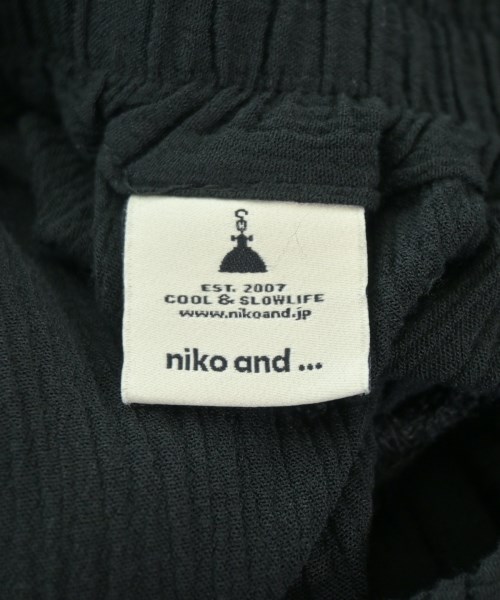 EST. 2007
COOL & SLOWLIFE
www.nikoand.jp
niko and ...